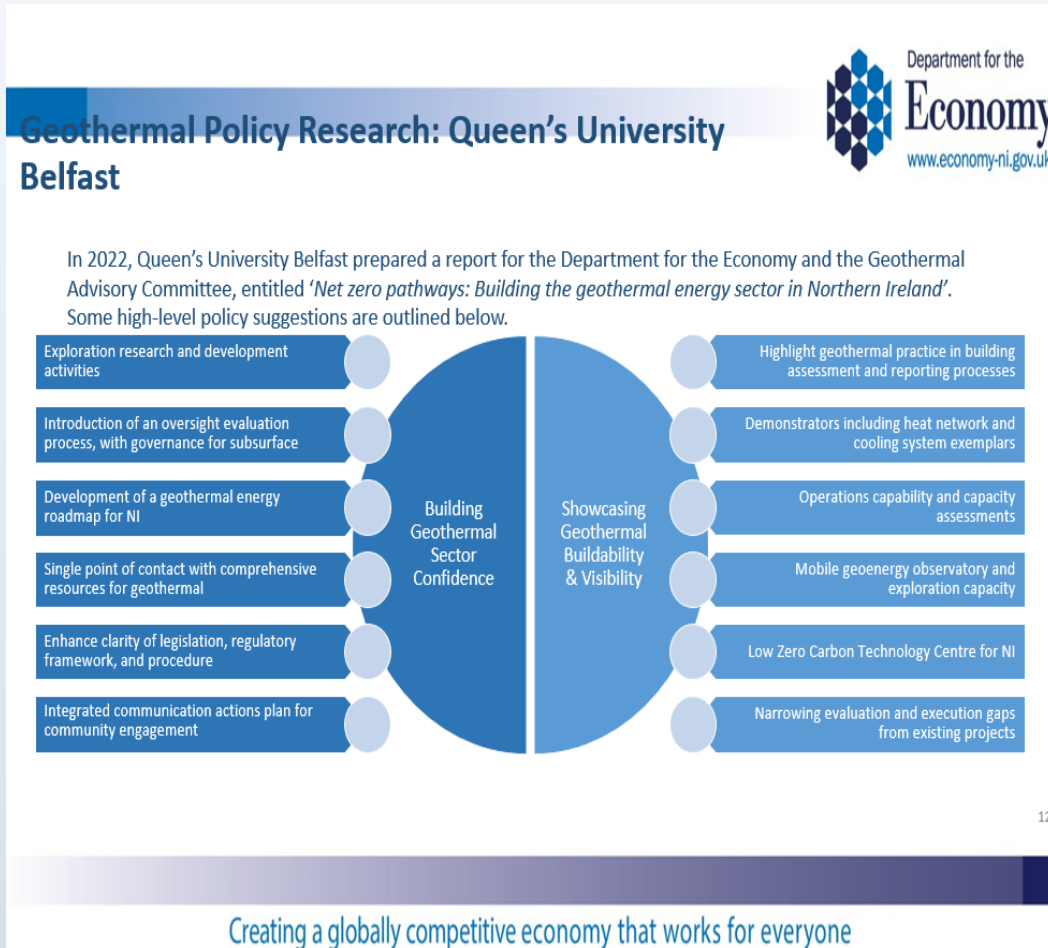 Department for the
Economy
www.economy-ni.gov.uk
Geothermal Policy Research: Queen's University
Belfast
In 2022, Queen's University Belfast prepared a report for the Department for the Economy and the Geothermal
Advisory Committee, entitled 'Net zero pathways: Building the geothermal energy sector in Northern Ireland'.
Some high-level policy suggestions are outlined below.
Exploration research and development
activities
Introduction of an oversight evaluation
process, with governance for subsurface
Development of a geothermal energy
roadmap for NI
Single point of contact with comprehensive
resources for geothermal
Enhance clarity of legislation, regulatory
framework, and procedure
Integrated communication actions plan for
community engagement
Building
Geothermal
Sector
Confidence
Showcasing
Geothermal
Buildability
& Visibility
Highlight geothermal practice in building
assessment and reporting processes
Demonstrators including heat network and
cooling system exemplars
Operations capability and capacity
assessments
Mobile geoenergy observatory and
exploration capacity
Low Zero Carbon Technology Centre for NI
Narrowing evaluation and execution gaps
from existing projects
12
Creating a globally competitive economy that works for everyone